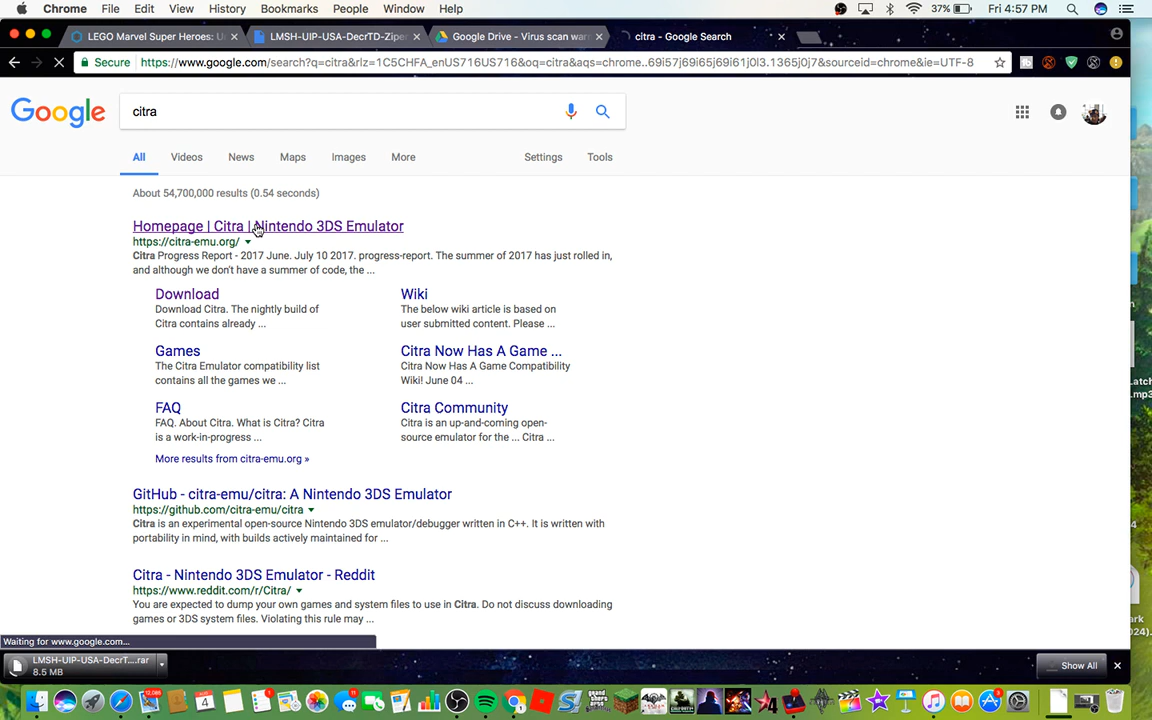 Chrome File Edit View History Bookmarks People Window Help 37% Fri 4:57 PM
LEGO Marvel Super Heroes: U LMSH-UIP-USA-DecrTD-Zipe Google Drive - Virus scan war citra - Google Search
Secure https://www.google.com/search?q=citra&rlz=1C5CHFA_enUS716US716&oq=citra&aqs=chrome..69i57j69i65j69i61j0l3.1365j0j7&sourceid=chrome&ie=UTF-8
Google citra
All Videos News Maps Images More Settings Tools
About 54,700,000 results (0.54 seconds)
Homepage | Citra | Nintendo 3DS Emulator
https://citra-emu.org/
Citra Progress Report - 2017 June. July 10 2017. progress-report. The summer of 2017 has just rolled in,
and although we don't have a summer of code, the ...
Download
Download Citra. The nightly build of
Citra contains already ...
Wiki
The below wiki article is based on
user submitted content. Please ...
Games
The Citra Emulator compatibility list
contains all the games we ...
Citra Now Has A Game ...
Citra Now Has A Game Compatibility
Wiki! June 04 ...
FAQ
FAQ. About Citra. What is Citra? Citra
is a work-in-progress ...
Citra Community
Citra is an up-and-coming open-
source emulator for the ... Citra ...
More results from citra-emu.org »
GitHub - citra-emu/citra: A Nintendo 3DS Emulator
https://github.com/citra-emu/citra
Citra is an experimental open-source Nintendo 3DS emulator/debugger written in C++. It is written with
portability in mind, with builds actively maintained for ...
Citra - Nintendo 3DS Emulator - Reddit
https://www.reddit.com/r/Citra/
You are expected to dump your own games and system files to use in Citra. Do not discuss downloading
games or 3DS system files. Violating this rule may ...
Waiting for www.google.com...
LMSH-UIP-USA-DecrT....rar
8.5 MB
Show All